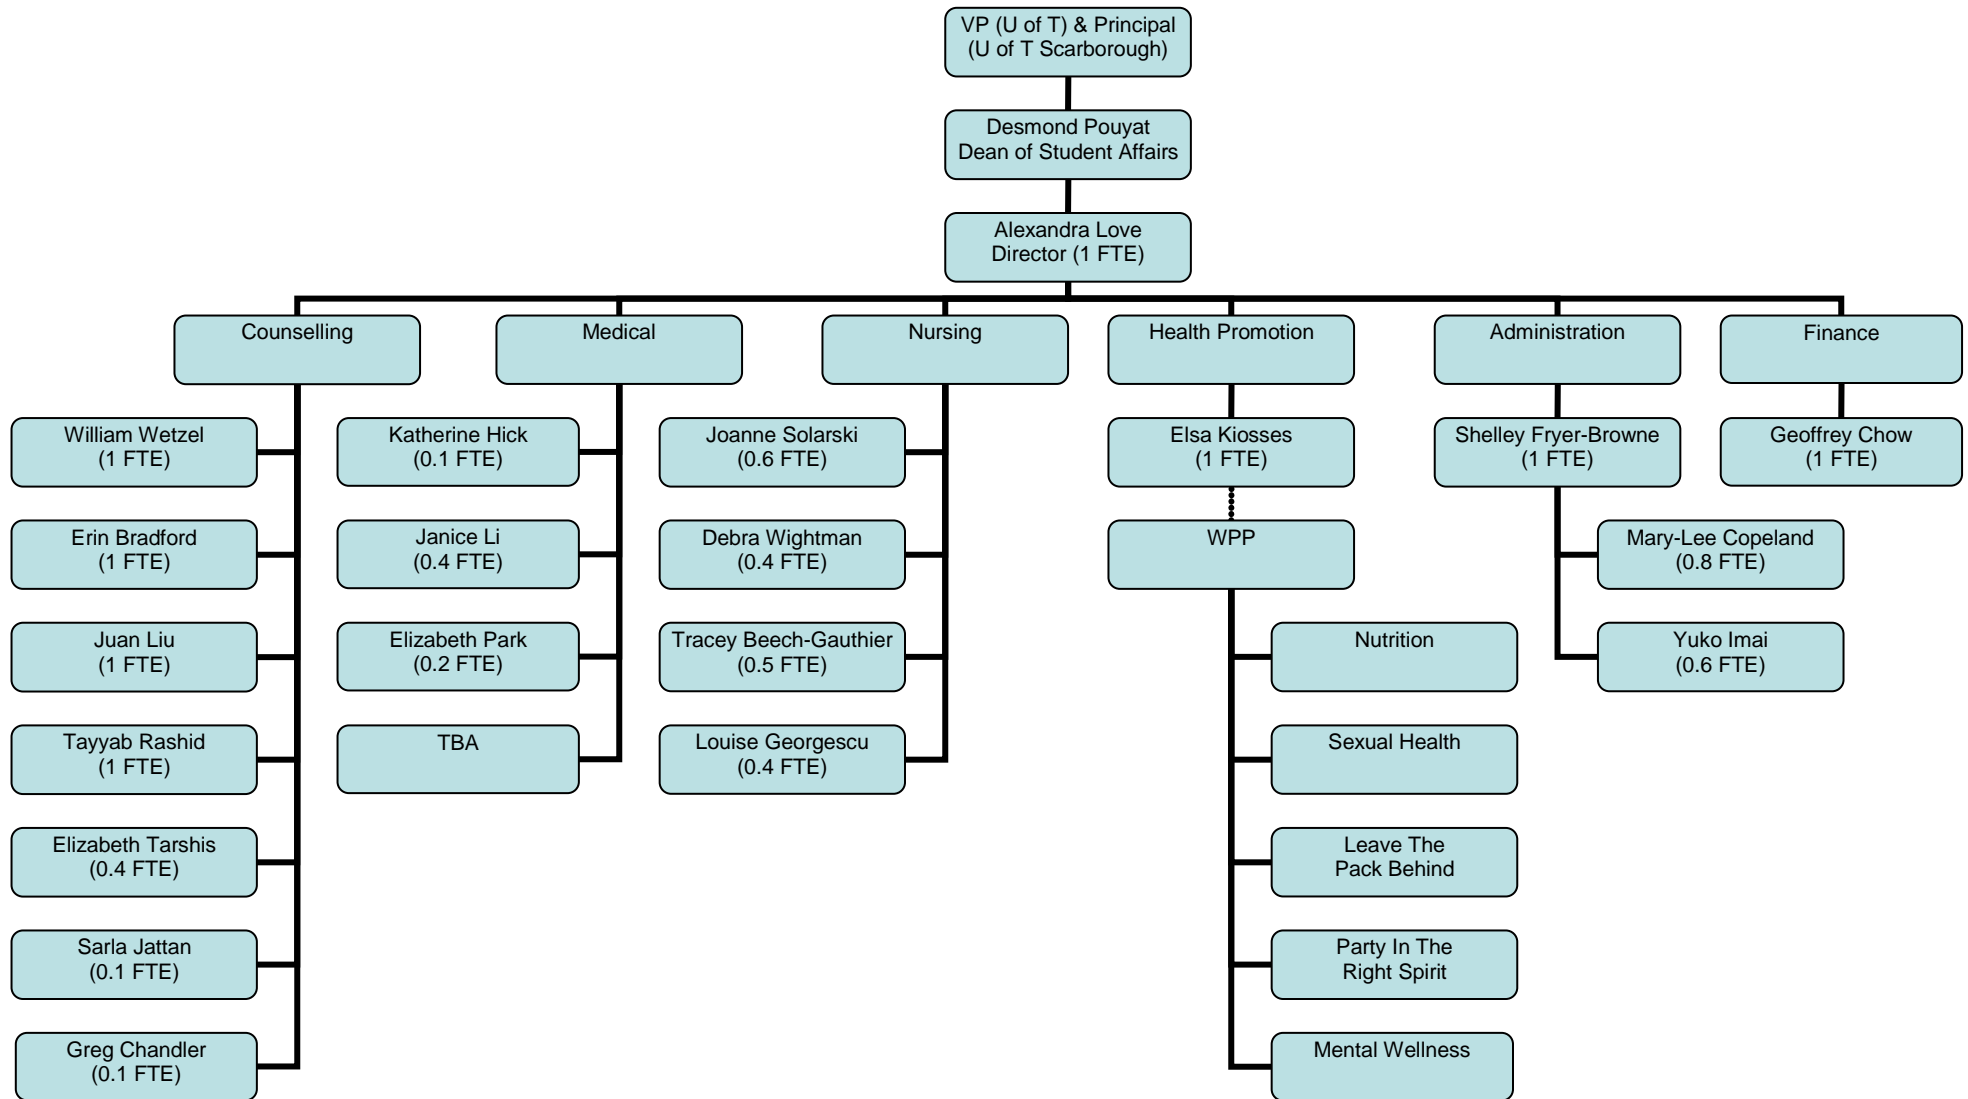 VP (U of T) & Principal
(U of T Scarborough)
Desmond Pouyat
Dean of Student Affairs
Alexandra Love
Director (1 FTE)
Counselling
Medical
Nursing
Health Promotion
Administration
Finance
William Wetzel
(1 FTE)
Katherine Hick
(0.1 FTE)
Joanne Solarski
(0.6 FTE)
Elsa Kiosses
(1 FTE)
Shelley Fryer-Browne
(1 FTE)
Geoffrey Chow
(1 FTE)
Erin Bradford
(1 FTE)
Janice Li
(0.4 FTE)
Debra Wightman
(0.4 FTE)
WPP
Mary-Lee Copeland
(0.8 FTE)
Juan Liu
(1 FTE)
Elizabeth Park
(0.2 FTE)
Tracey Beech-Gauthier
(0.5 FTE)
Nutrition
Yuko Imai
(0.6 FTE)
Tayyab Rashid
(1 FTE)
TBA
Louise Georgescu
(0.4 FTE)
Sexual Health
Elizabeth Tarshis
(0.4 FTE)
Leave The
Pack Behind
Sarla Jattan
(0.1 FTE)
Party In The
Right Spirit
Greg Chandler
(0.1 FTE)
Mental Wellness